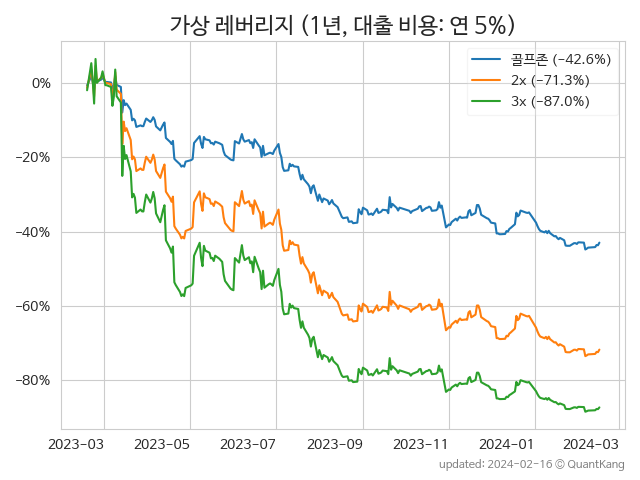 가상 레버리지 (1년, 대출 비용: 연 5%)
골프존 (−42.6%)
2x (−71.3%)
3x (−87.0%)
0%
−20%
−40%
−60%
−80%
2023−03 2023−05 2023−07 2023−09 2023−11 2024−01 2024−03
updated: 2024−02−16 © QuantKang